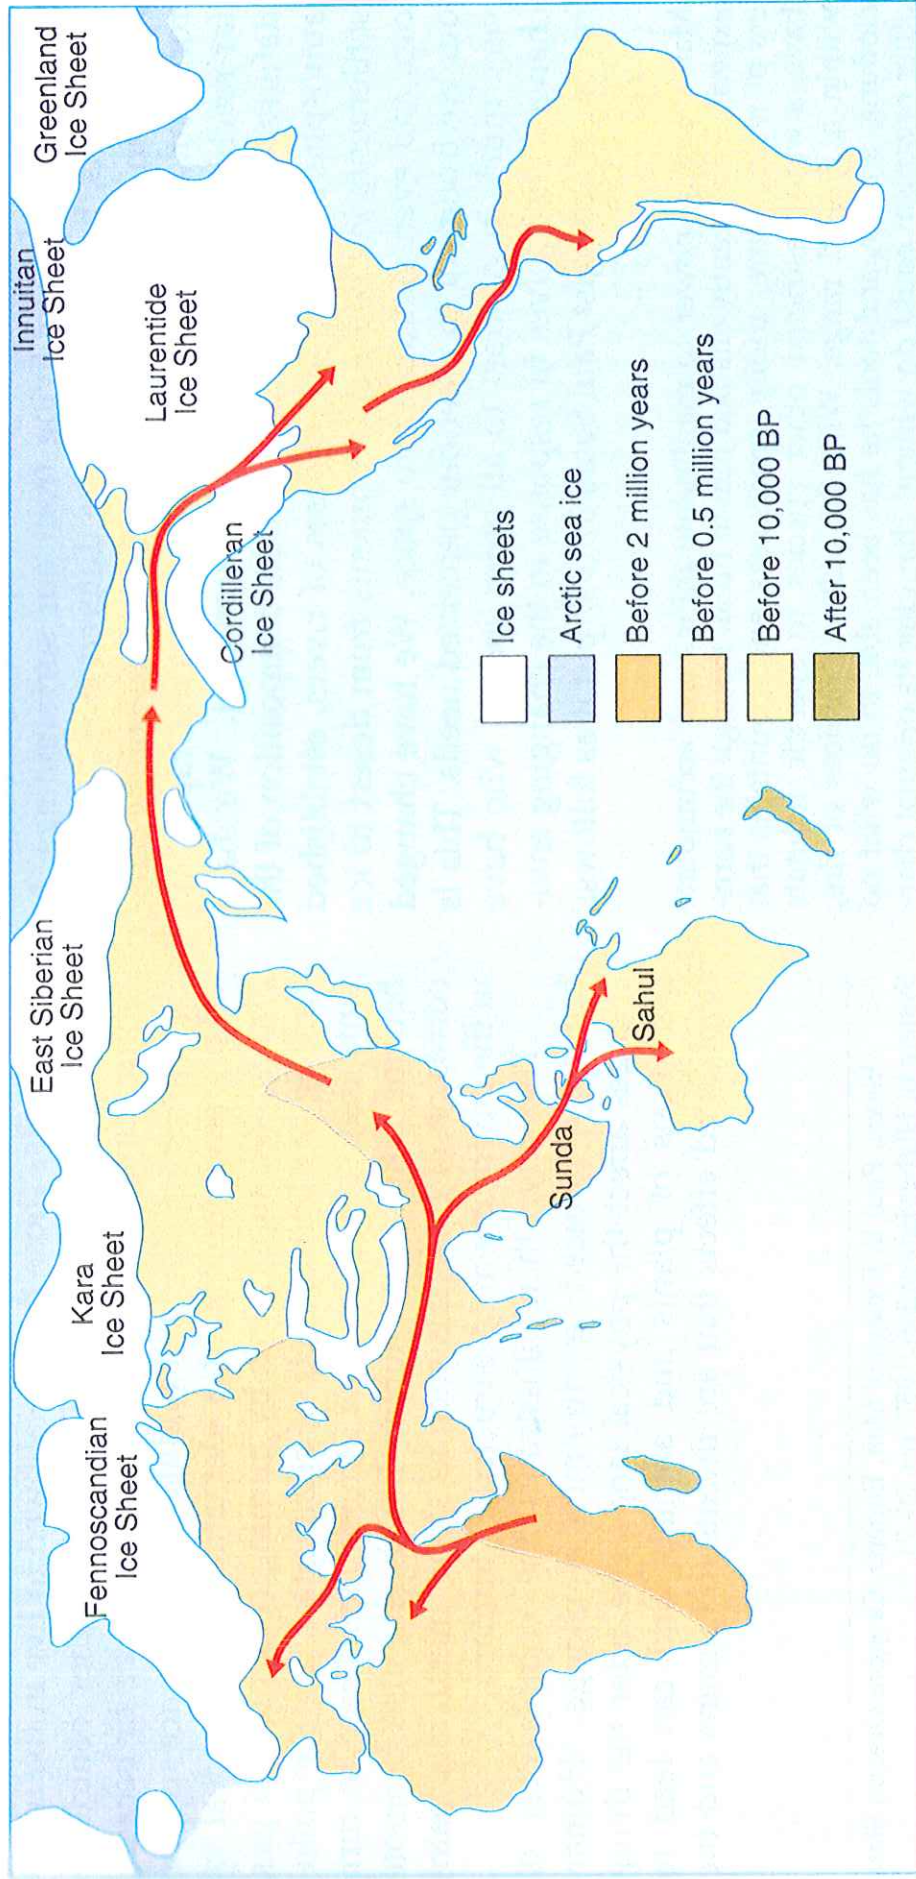 Fennoscandian
Ice Sheet
Kara
Ice Sheet
East Siberian
Ice Sheet
Innuitan
Ice Sheet
Greenland
Ice Sheet
Laurentide
Ice Sheet
Cordilleran
Ice Sheet
Sunda
Sahul
Ice sheets
Arctic sea ice
Before 2 million years
Before 0.5 million years
Before 10,000 BP
After 10,000 BP